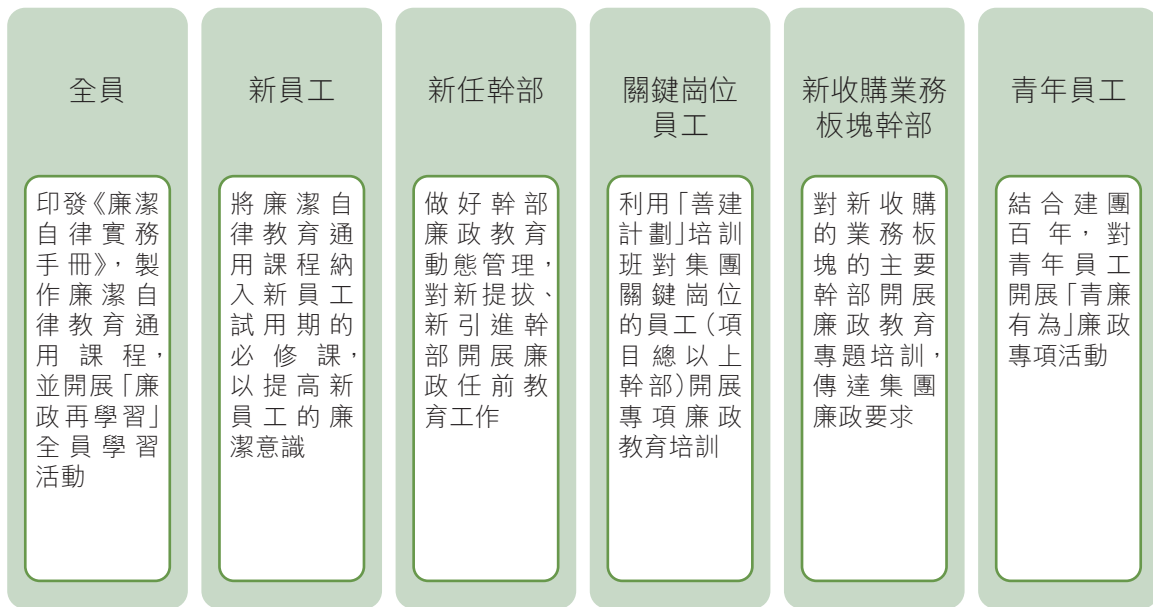 全員
印發《廉潔
自律實務
手冊》，製
作廉潔自
律教育通
用課程，
並開展「廉
政再學習」
全員學習
活動
新員工
將廉潔自
律教育通
用課程納
入新員工
試用期的
必修課，
以提高新
員工的廉
潔意識
新任幹部
做好幹部
廉政教育
動態管理，
對新提拔、
新引進幹
部開展廉
政任前教
育工作
關鍵崗位
員工
利用「善建
計劃」培訓
班對集團
關鍵崗位
的員工（項
目總以上
幹部）開展
專項廉政
教育培訓
新收購業務
板塊幹部
對新收購
的業務板
塊的主要
幹部開展
廉政教育
專題培訓，
傳達集團
廉政要求
青年員工
結合建團
百年，對
青年員工
開展「青廉
有為」廉政
專項活動